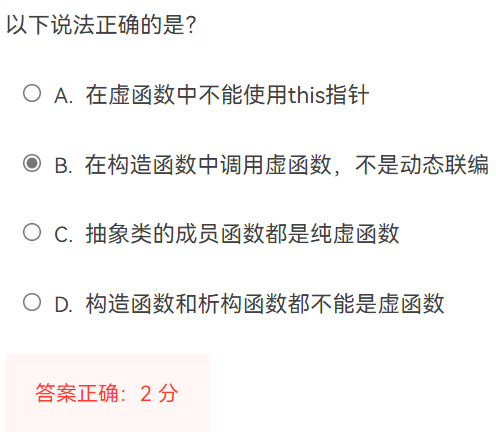 以下说法正确的是？
A. 在虚函数中不能使用this指针
B. 在构造函数中调用虚函数，不是动态联编
C. 抽象类的成员函数都是纯虚函数
D. 构造函数和析构函数都不能是虚函数
答案正确：2 分